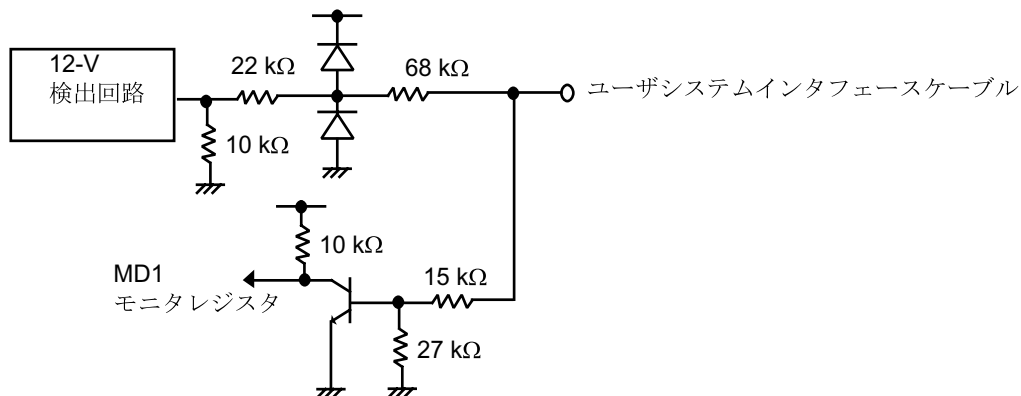 12-V
検出回路
22 kΩ
68 kΩ
ユーザシステムインタフェースケーブル
10 kΩ
10 kΩ
MD1
モニタレジスタ
15 kΩ
27 kΩ